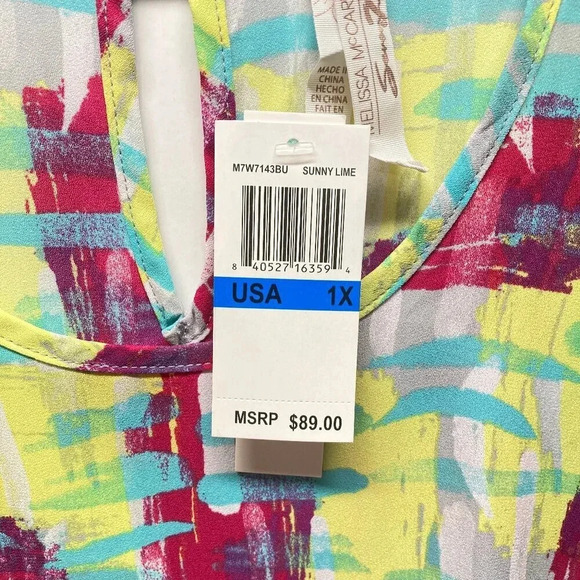 MELISSA McCAR
Seven7
MADE IN
CHINA
HECHO
EN CHINA
FAIT EN
M7W7143BU SUNNY LIME
8 40527 16359 4
USA 1X
MSRP $89.00